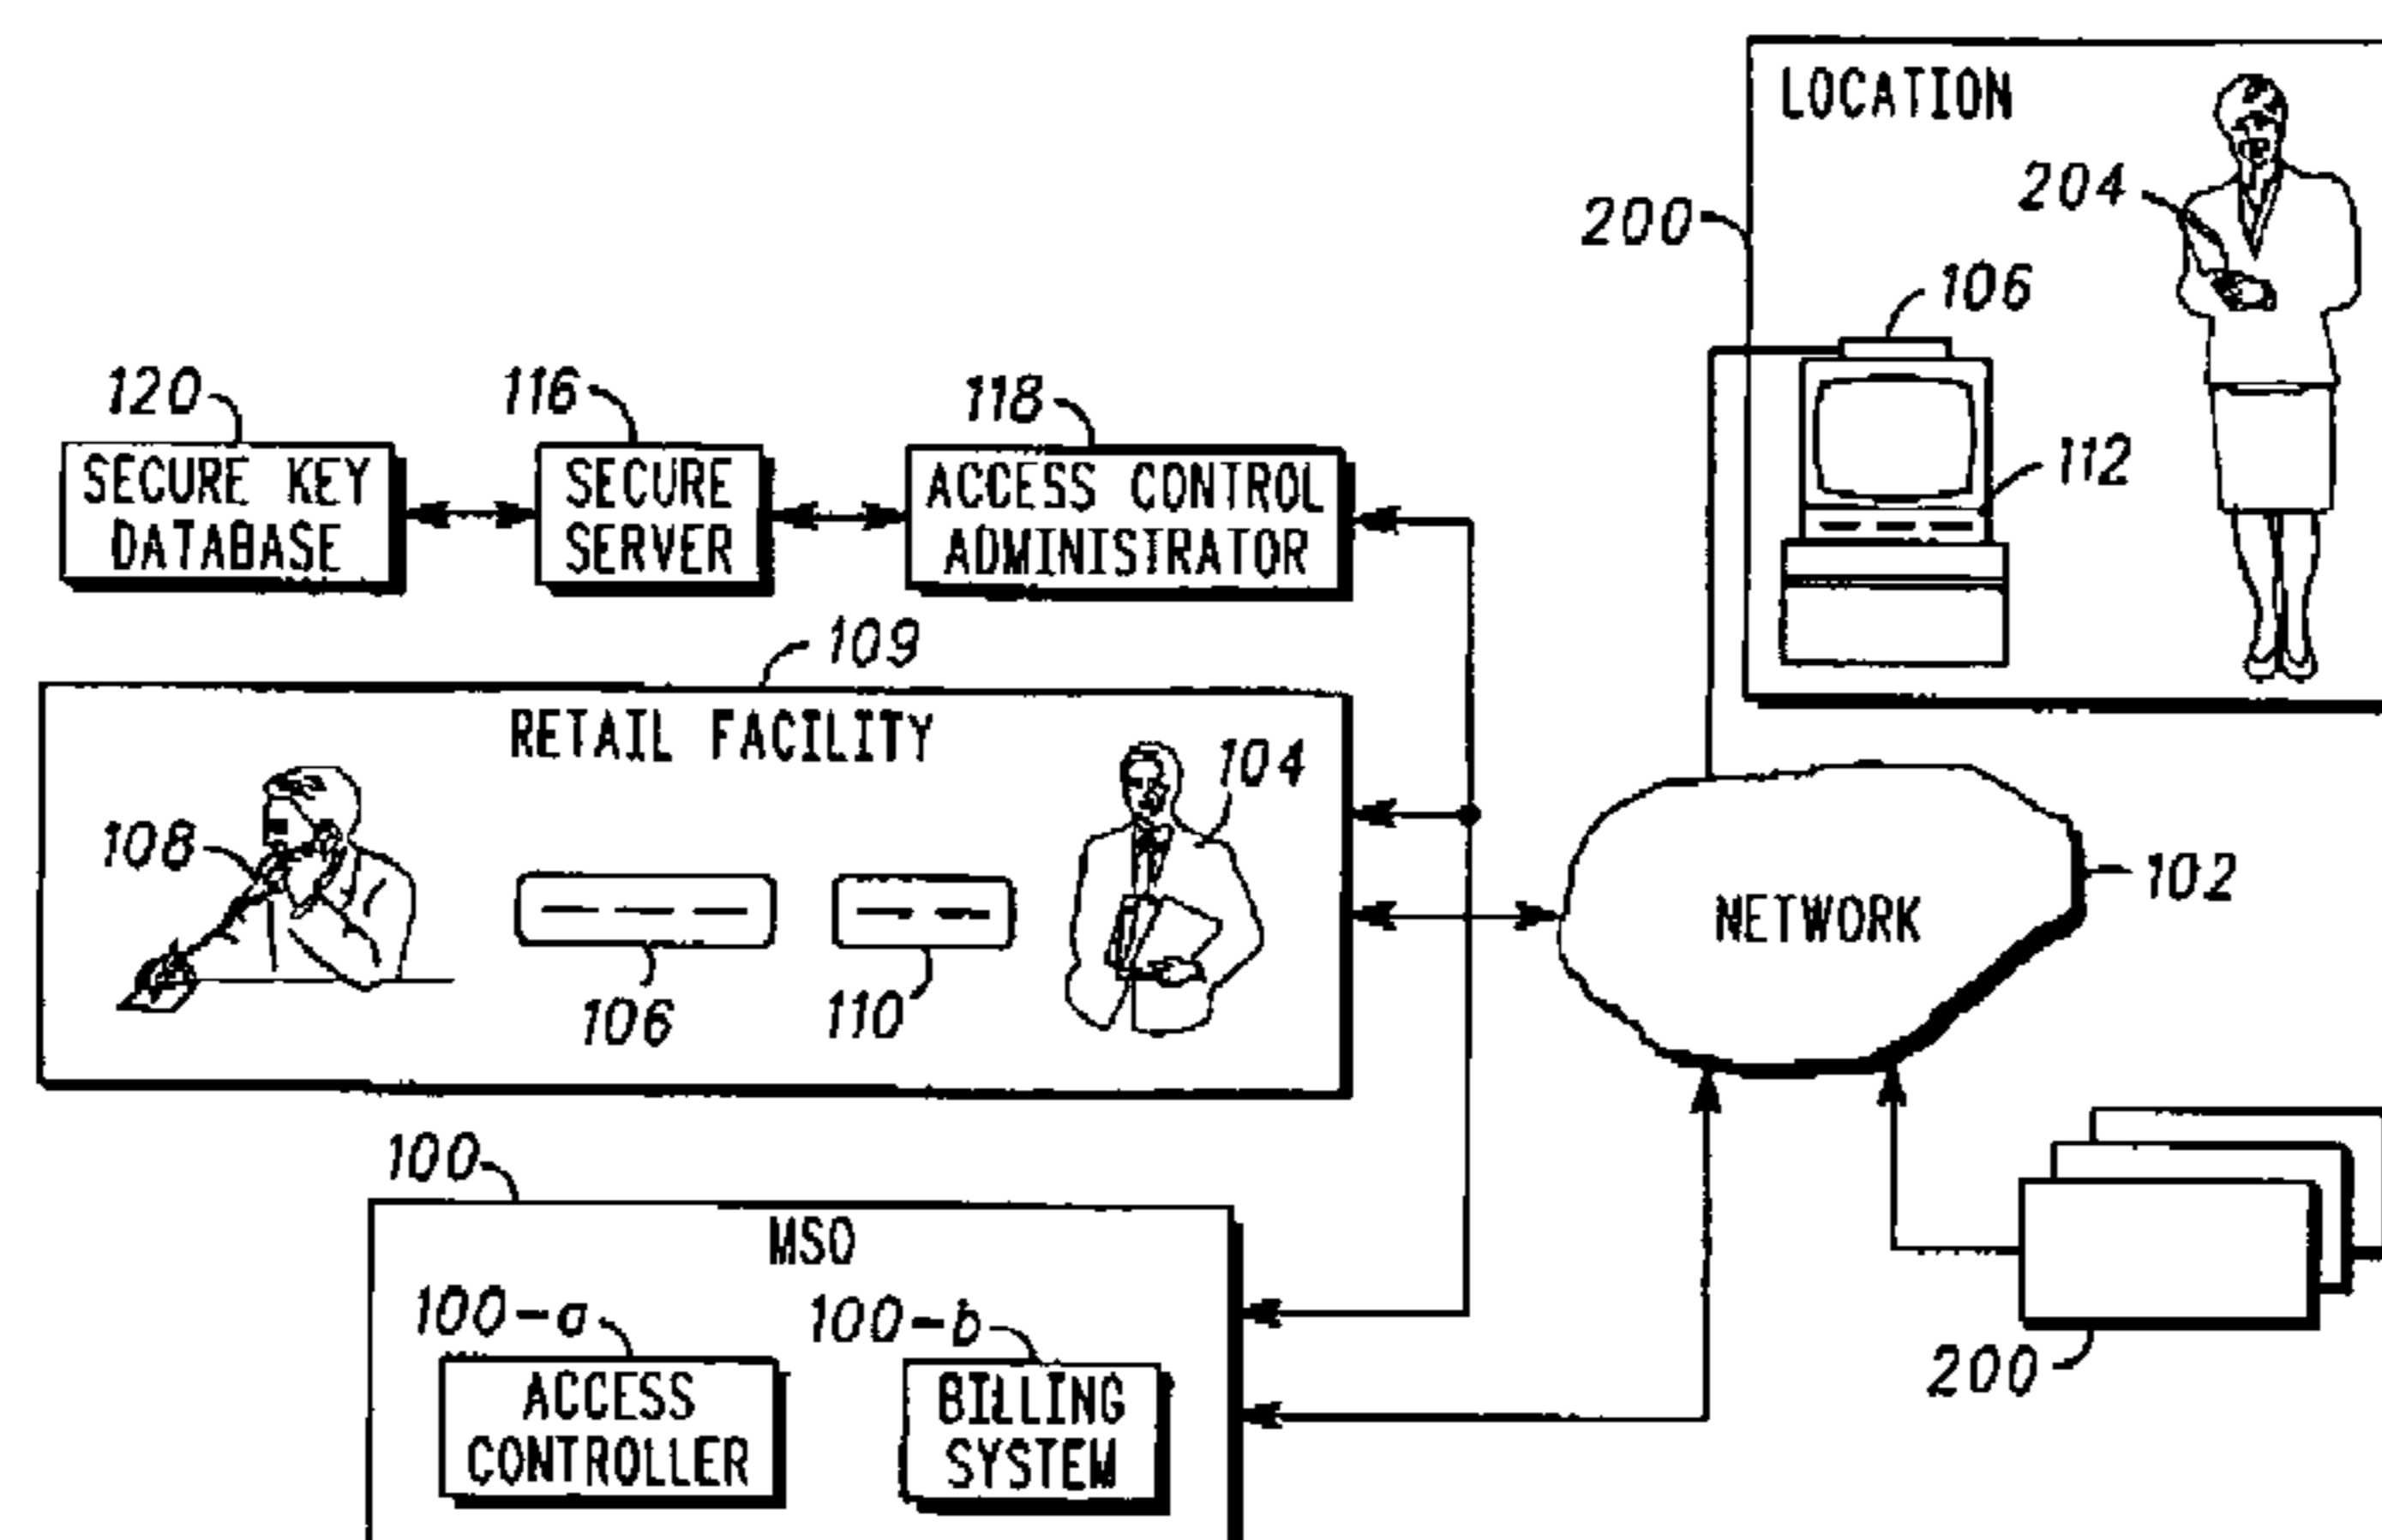 LOCATION
204
200
106
112
120
116
118
SECURE KEY
DATABASE
SECURE
SERVER
ACCESS CONTROL
ADMINISTRATOR
109
RETAIL FACILITY
104
108
106
110
NETWORK
102
100
MSO
100-a
100-b
ACCESS
CONTROLLER
BILLING
SYSTEM
200